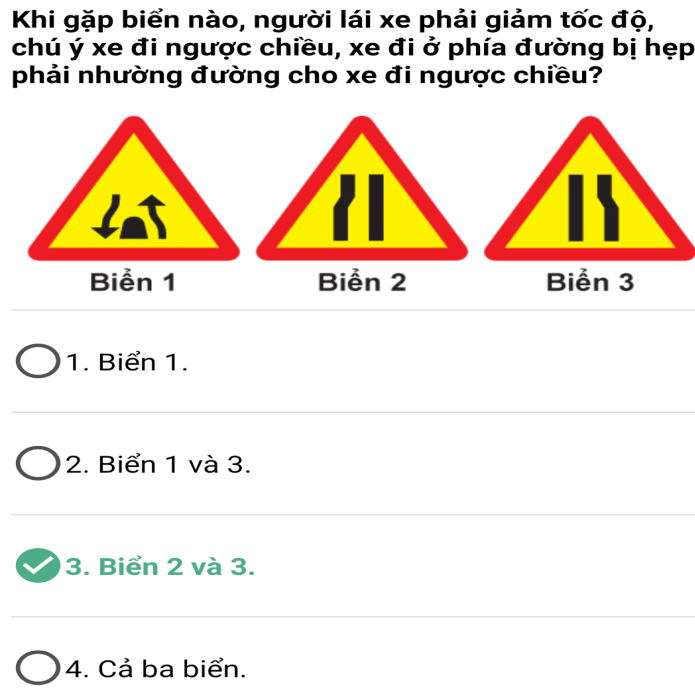 Khi gặp biển nào, người lái xe phải giảm tốc độ,
chú ý xe đi ngược chiều, xe đi ở phía đường bị hẹp
phải nhường đường cho xe đi ngược chiều?
Biển 1 Biển 2 Biển 3
1. Biển 1.
2. Biển 1 và 3.
3. Biển 2 và 3.
4. Cả ba biển.